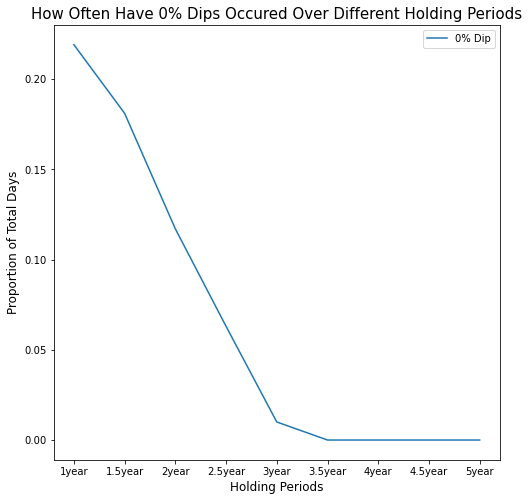 How Often Have 0% Dips Occured Over Different Holding Periods
0% Dip
Proportion of Total Days
0.20
0.15
0.10
0.05
0.00
1year 1.5year 2year 2.5year 3year 3.5year 4year 4.5year 5year
Holding Periods